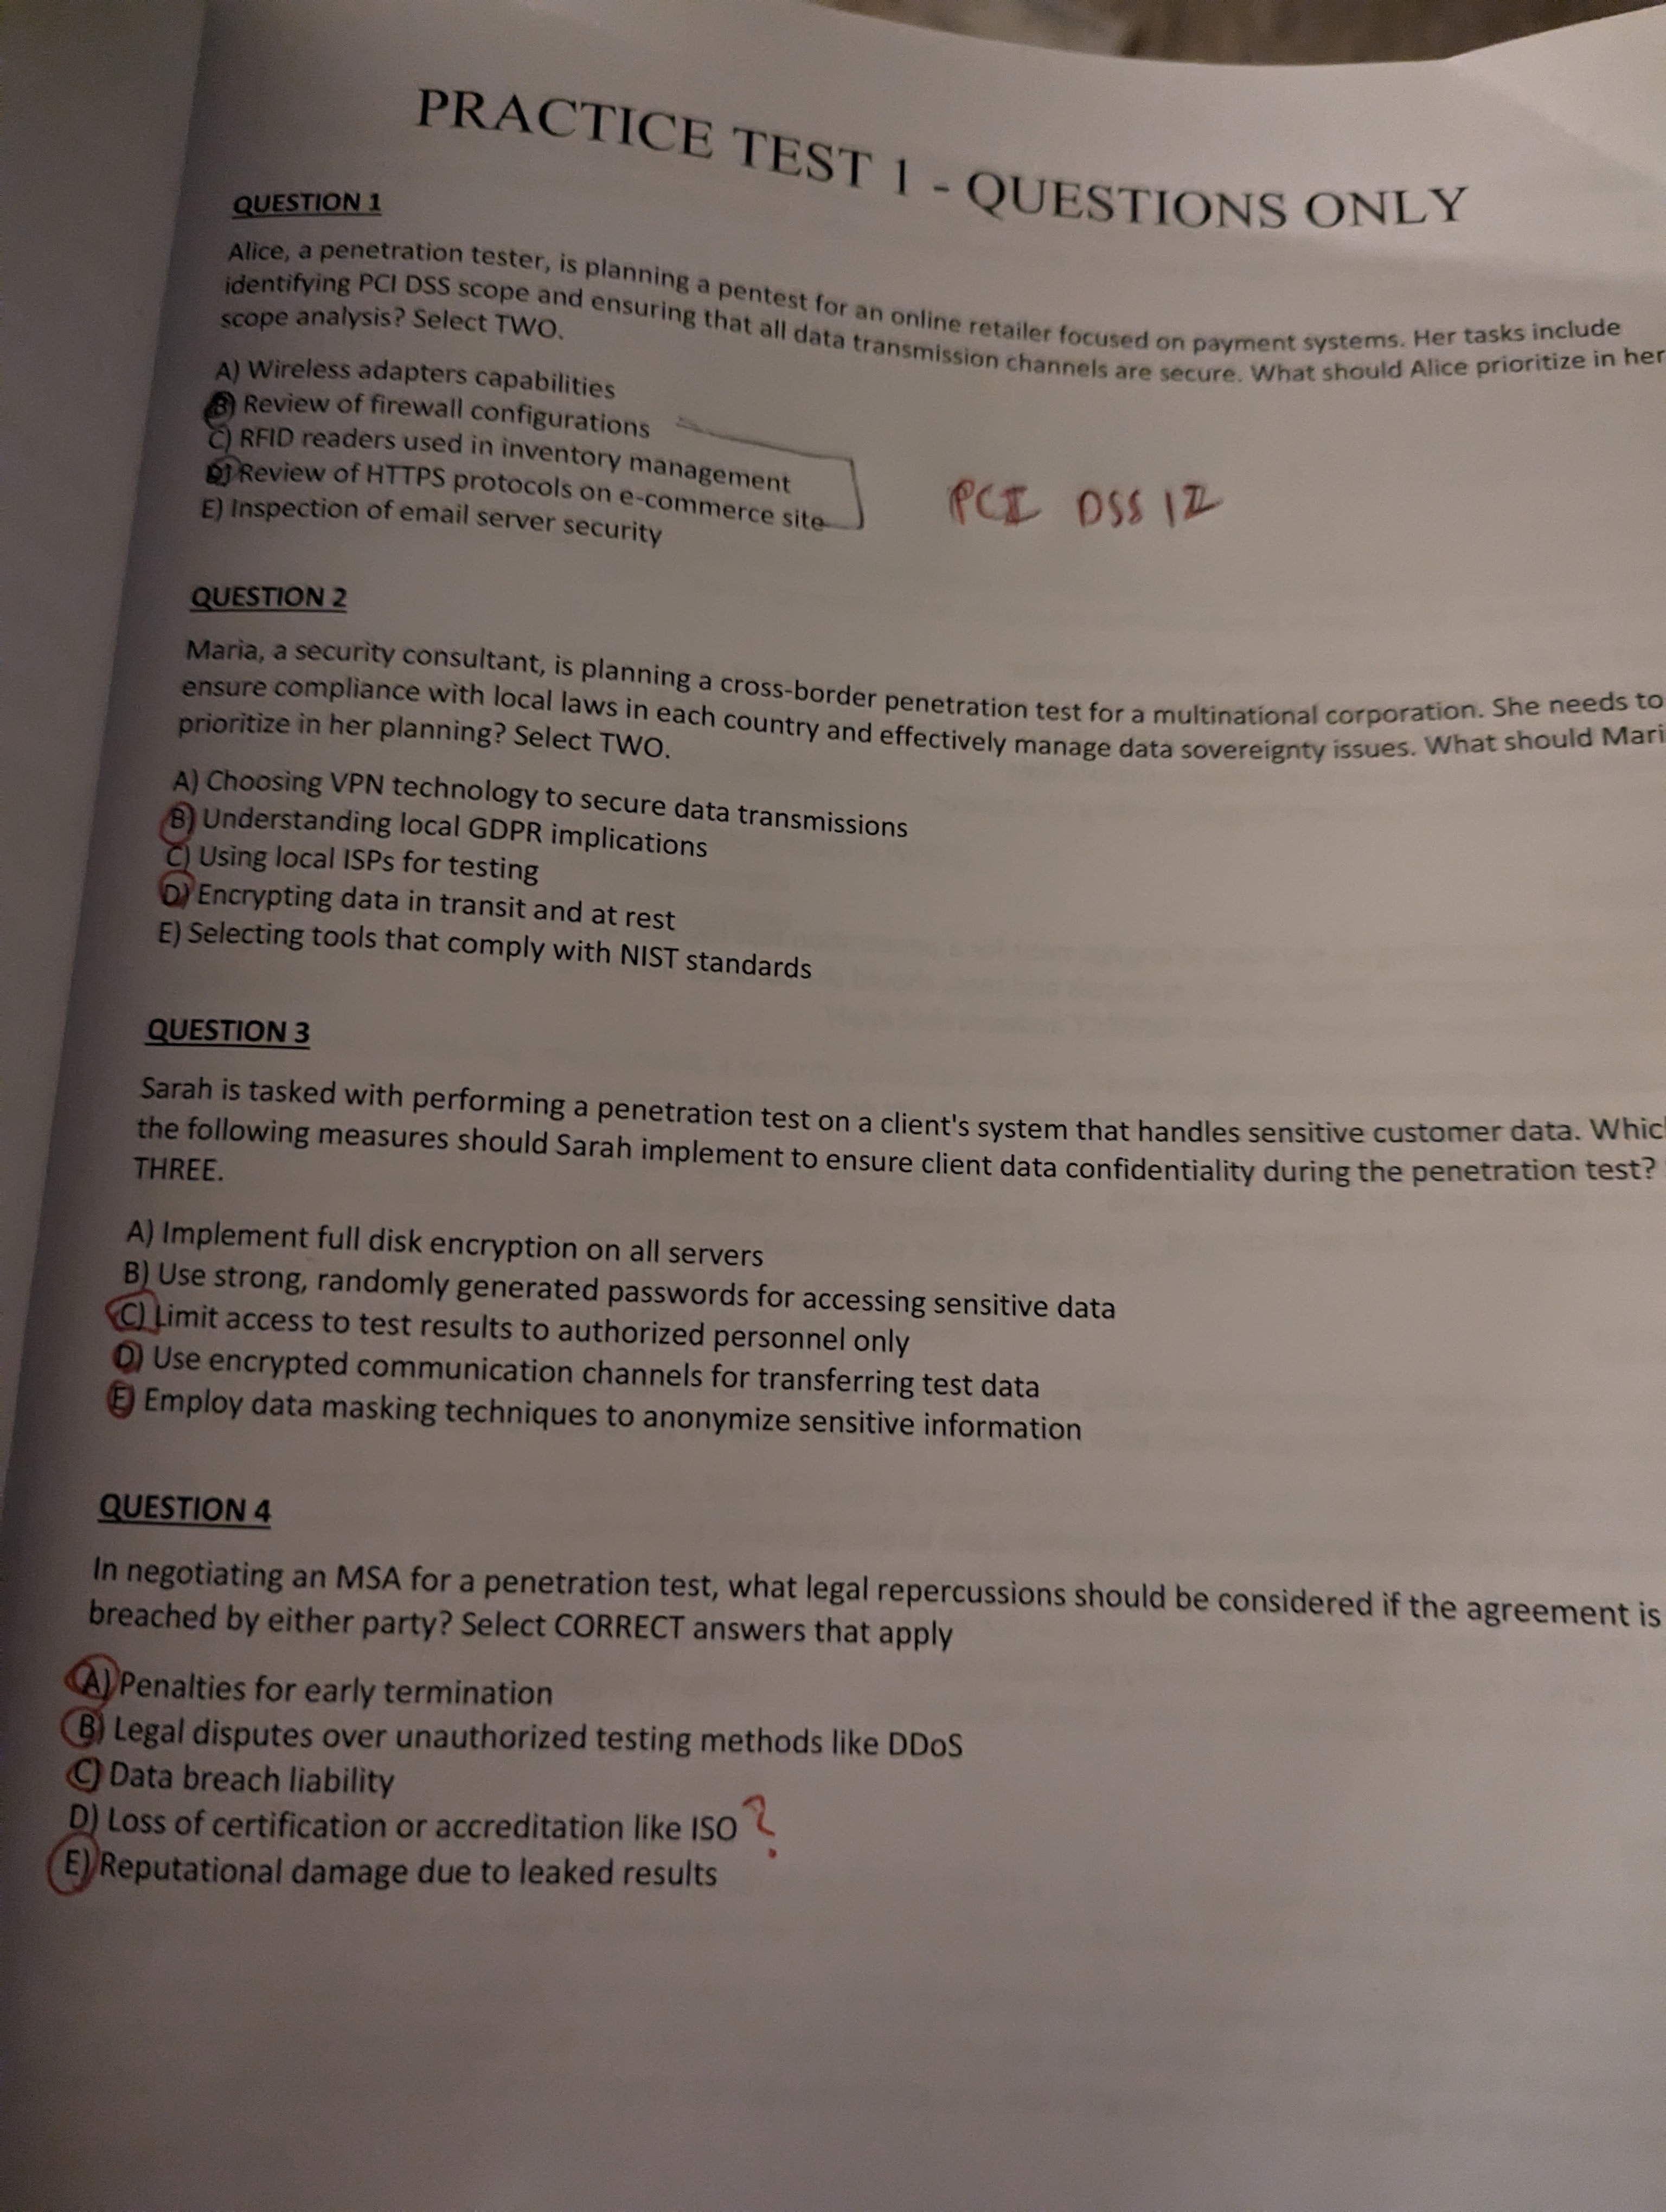 PRACTICE TEST 1 - QUESTIONS ONLY
QUESTION 1
Alice, a penetration tester, is planning a pentest for an online retailer focused on payment systems. Her tasks include
identifying PCI DSS scope and ensuring that all data transmission channels are secure. What should Alice prioritize in her
scope analysis? Select TWO.
A) Wireless adapters capabilities
B) Review of firewall configurations
C) RFID readers used in inventory management
D) Review of HTTPS protocols on e-commerce site
E) Inspection of email server security
PCI DSS 12
QUESTION 2
Maria, a security consultant, is planning a cross-border penetration test for a multinational corporation. She needs to
ensure compliance with local laws in each country and effectively manage data sovereignty issues. What should Mari
prioritize in her planning? Select TWO.
A) Choosing VPN technology to secure data transmissions
B) Understanding local GDPR implications
C) Using local ISPs for testing
D) Encrypting data in transit and at rest
E) Selecting tools that comply with NIST standards
QUESTION 3
Sarah is tasked with performing a penetration test on a client's system that handles sensitive customer data. Whic
the following measures should Sarah implement to ensure client data confidentiality during the penetration test?
THREE.
A) Implement full disk encryption on all servers
B) Use strong, randomly generated passwords for accessing sensitive data
C) Limit access to test results to authorized personnel only
D) Use encrypted communication channels for transferring test data
E) Employ data masking techniques to anonymize sensitive information
QUESTION 4
In negotiating an MSA for a penetration test, what legal repercussions should be considered if the agreement is
breached by either party? Select CORRECT answers that apply
A) Penalties for early termination
B) Legal disputes over unauthorized testing methods like DDoS
C) Data breach liability
D) Loss of certification or accreditation like ISO ?
E) Reputational damage due to leaked results